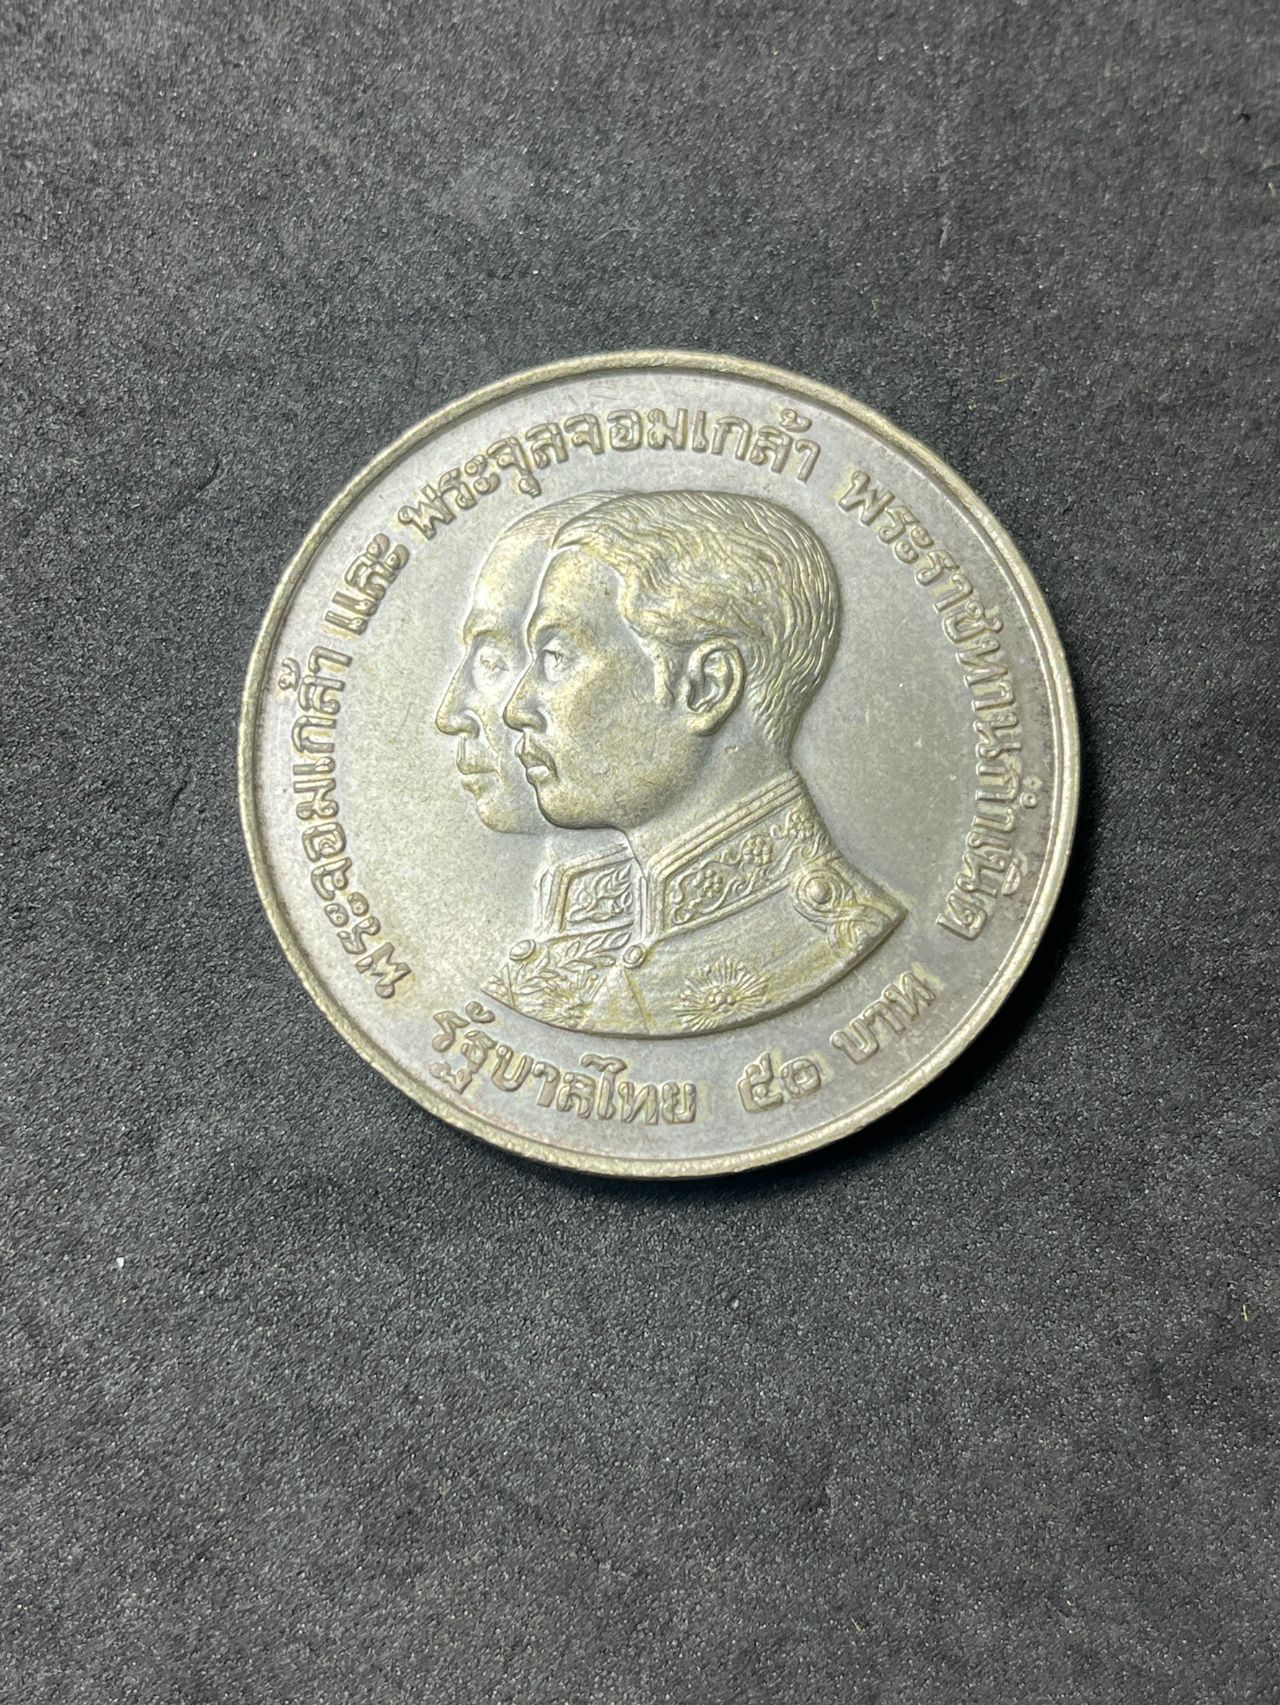 พระจอมเกล้า และ พระจุลจอมเกล้า พระราชทานกำเนิด
รัฐบาลไทย ๕๐ บาท